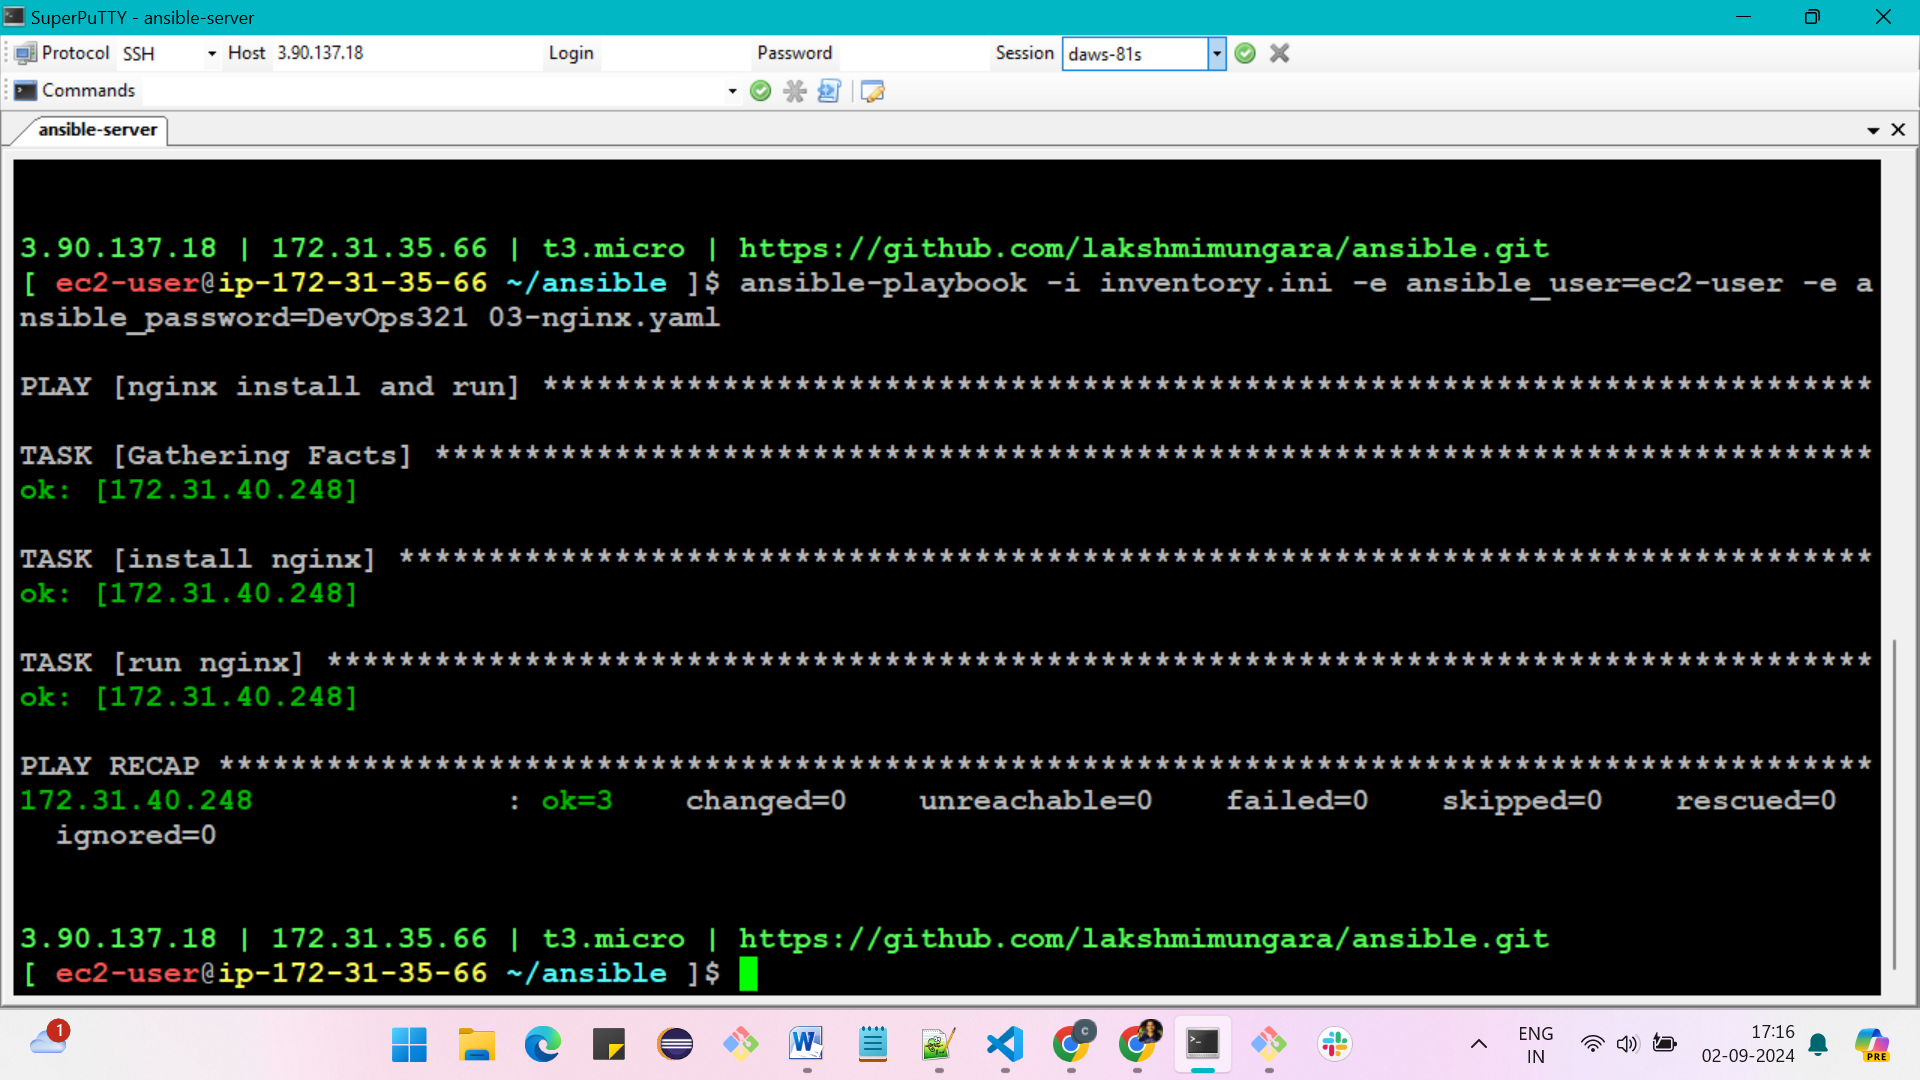 SuperPuTTY - ansible-server
Protocol SSH Host 3.90.137.18 Login Password Session daws-81s
Commands
ansible-server
3.90.137.18 | 172.31.35.66 | t3.micro | https://github.com/lakshmimungara/ansible.git
[ ec2-user@ip-172-31-35-66 ~/ansible ]$ ansible-playbook -i inventory.ini -e ansible_user=ec2-user -e a
nsible_password=DevOps321 03-nginx.yaml
PLAY [nginx install and run] **************************************************************************
TASK [Gathering Facts] ********************************************************************************
ok: [172.31.40.248]
TASK [install nginx] **********************************************************************************
ok: [172.31.40.248]
TASK [run nginx] **************************************************************************************
ok: [172.31.40.248]
PLAY RECAP ********************************************************************************************
172.31.40.248 : ok=3 changed=0 unreachable=0 failed=0 skipped=0 rescued=0
ignored=0
3.90.137.18 | 172.31.35.66 | t3.micro | https://github.com/lakshmimungara/ansible.git
[ ec2-user@ip-172-31-35-66 ~/ansible ]$
1
W
C
ENG
IN
17:16
02-09-2024
PRE